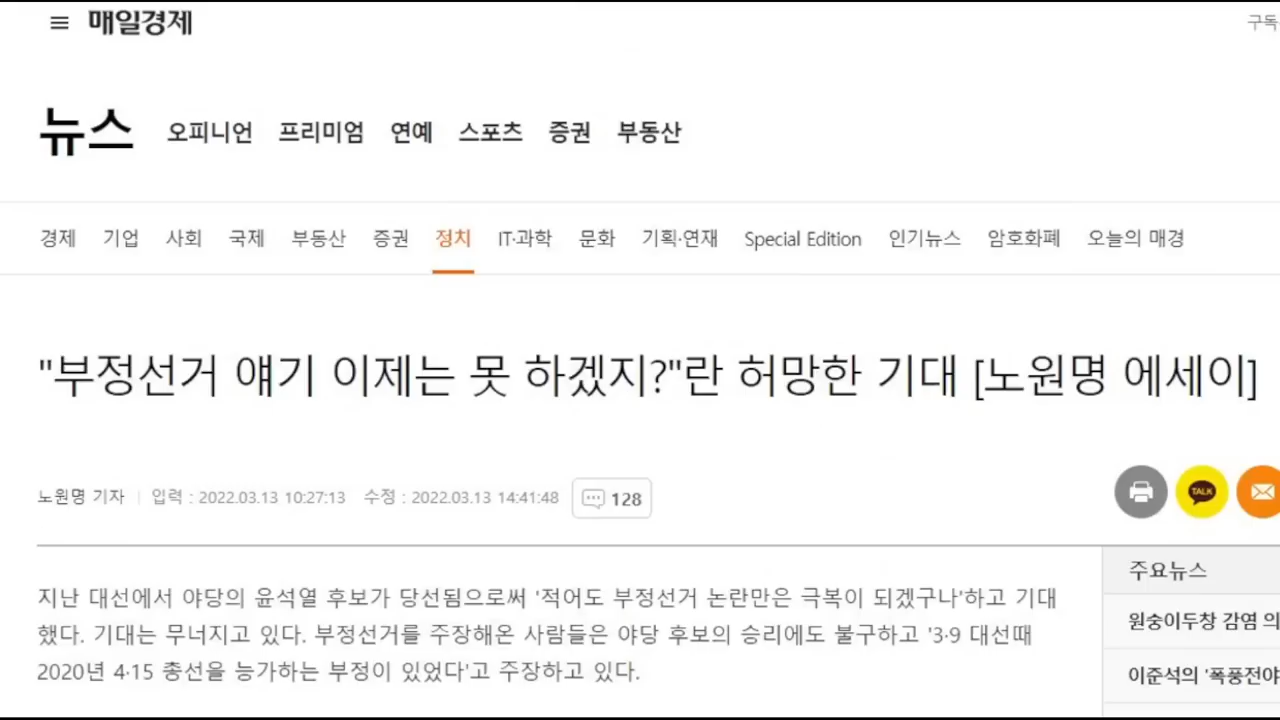 매일경제
구독
뉴스 오피니언 프리미엄 연예 스포츠 증권 부동산
경제 기업 사회 국제 부동산 증권 정치 IT·과학 문화 기획·연재 Special Edition 인기뉴스 암호화폐 오늘의 매경
"부정선거 얘기 이제는 못 하겠지?"란 허망한 기대 [노원명 에세이]
노원명 기자 | 입력 : 2022.03.13 10:27:13 수정 : 2022.03.13 14:41:48 128
TALK
지난 대선에서 야당의 윤석열 후보가 당선됨으로써 '적어도 부정선거 논란만은 극복이 되겠구나'하고 기대
했다. 기대는 무너지고 있다. 부정선거를 주장해온 사람들은 야당 후보의 승리에도 불구하고 '3·9 대선때
2020년 4·15 총선을 능가하는 부정이 있었다'고 주장하고 있다.
주요뉴스
원숭이두창 감염 의
이준석의 '폭풍전야